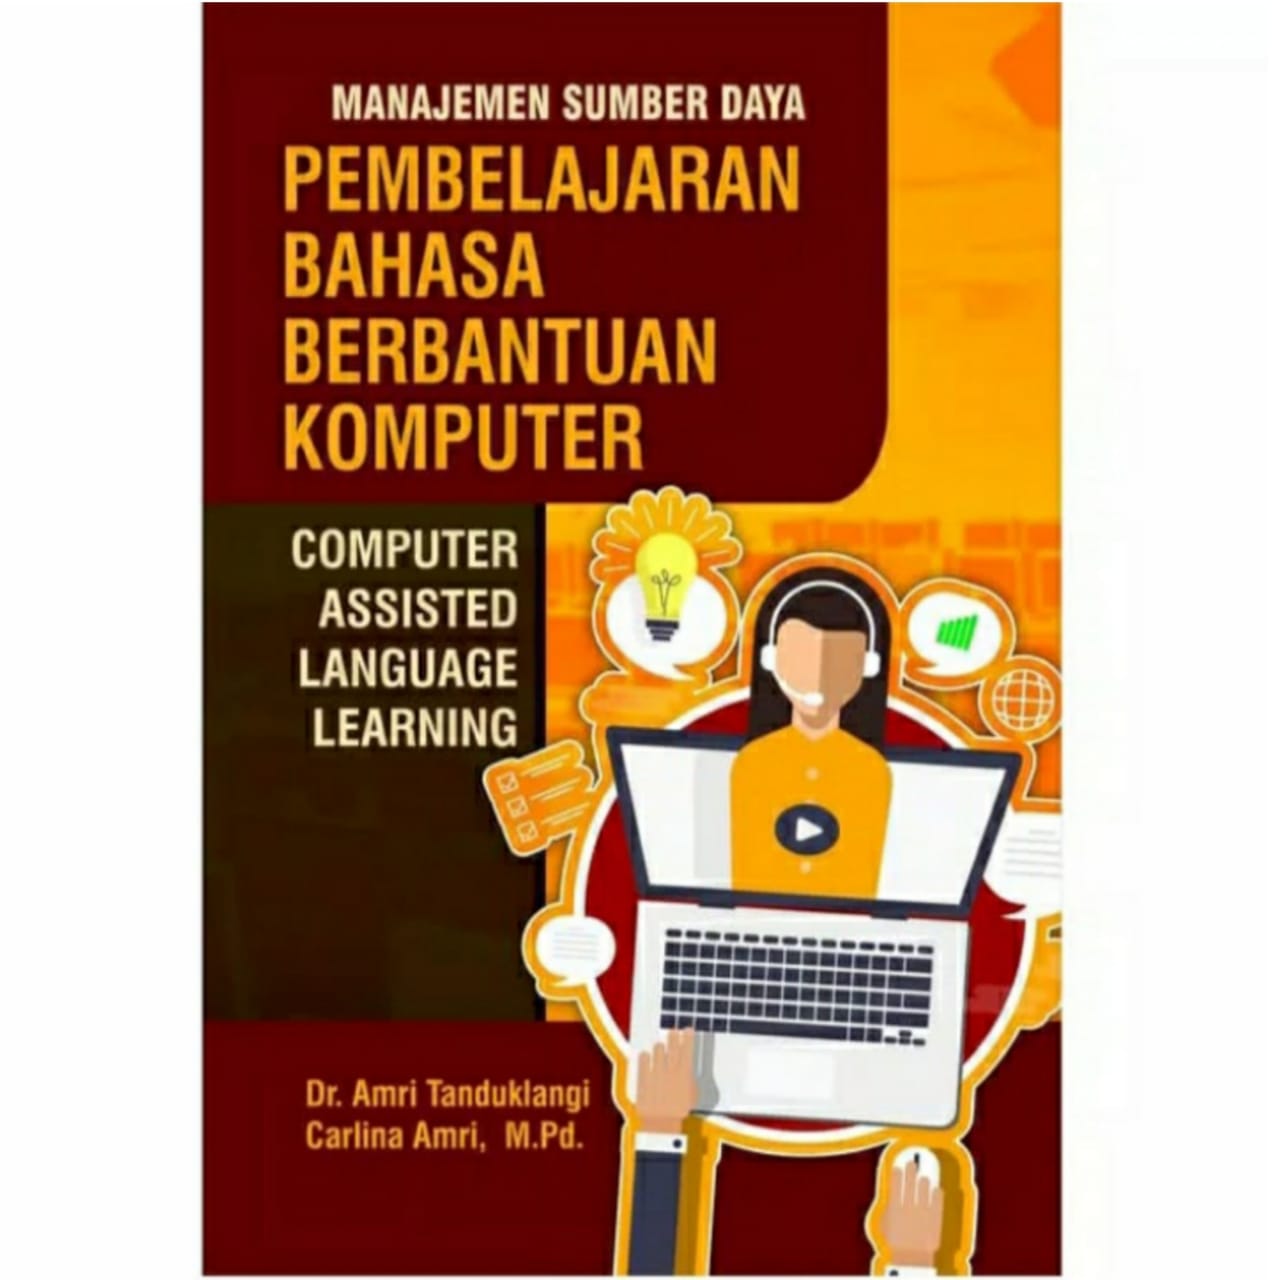 MANAJEMEN SUMBER DAYA
PEMBELAJARAN
BAHASA
BERBANTUAN
KOMPUTER
COMPUTER
ASSISTED
LANGUAGE
LEARNING
Dr. Amri Tanduklangi
Carlina Amri, M.Pd.